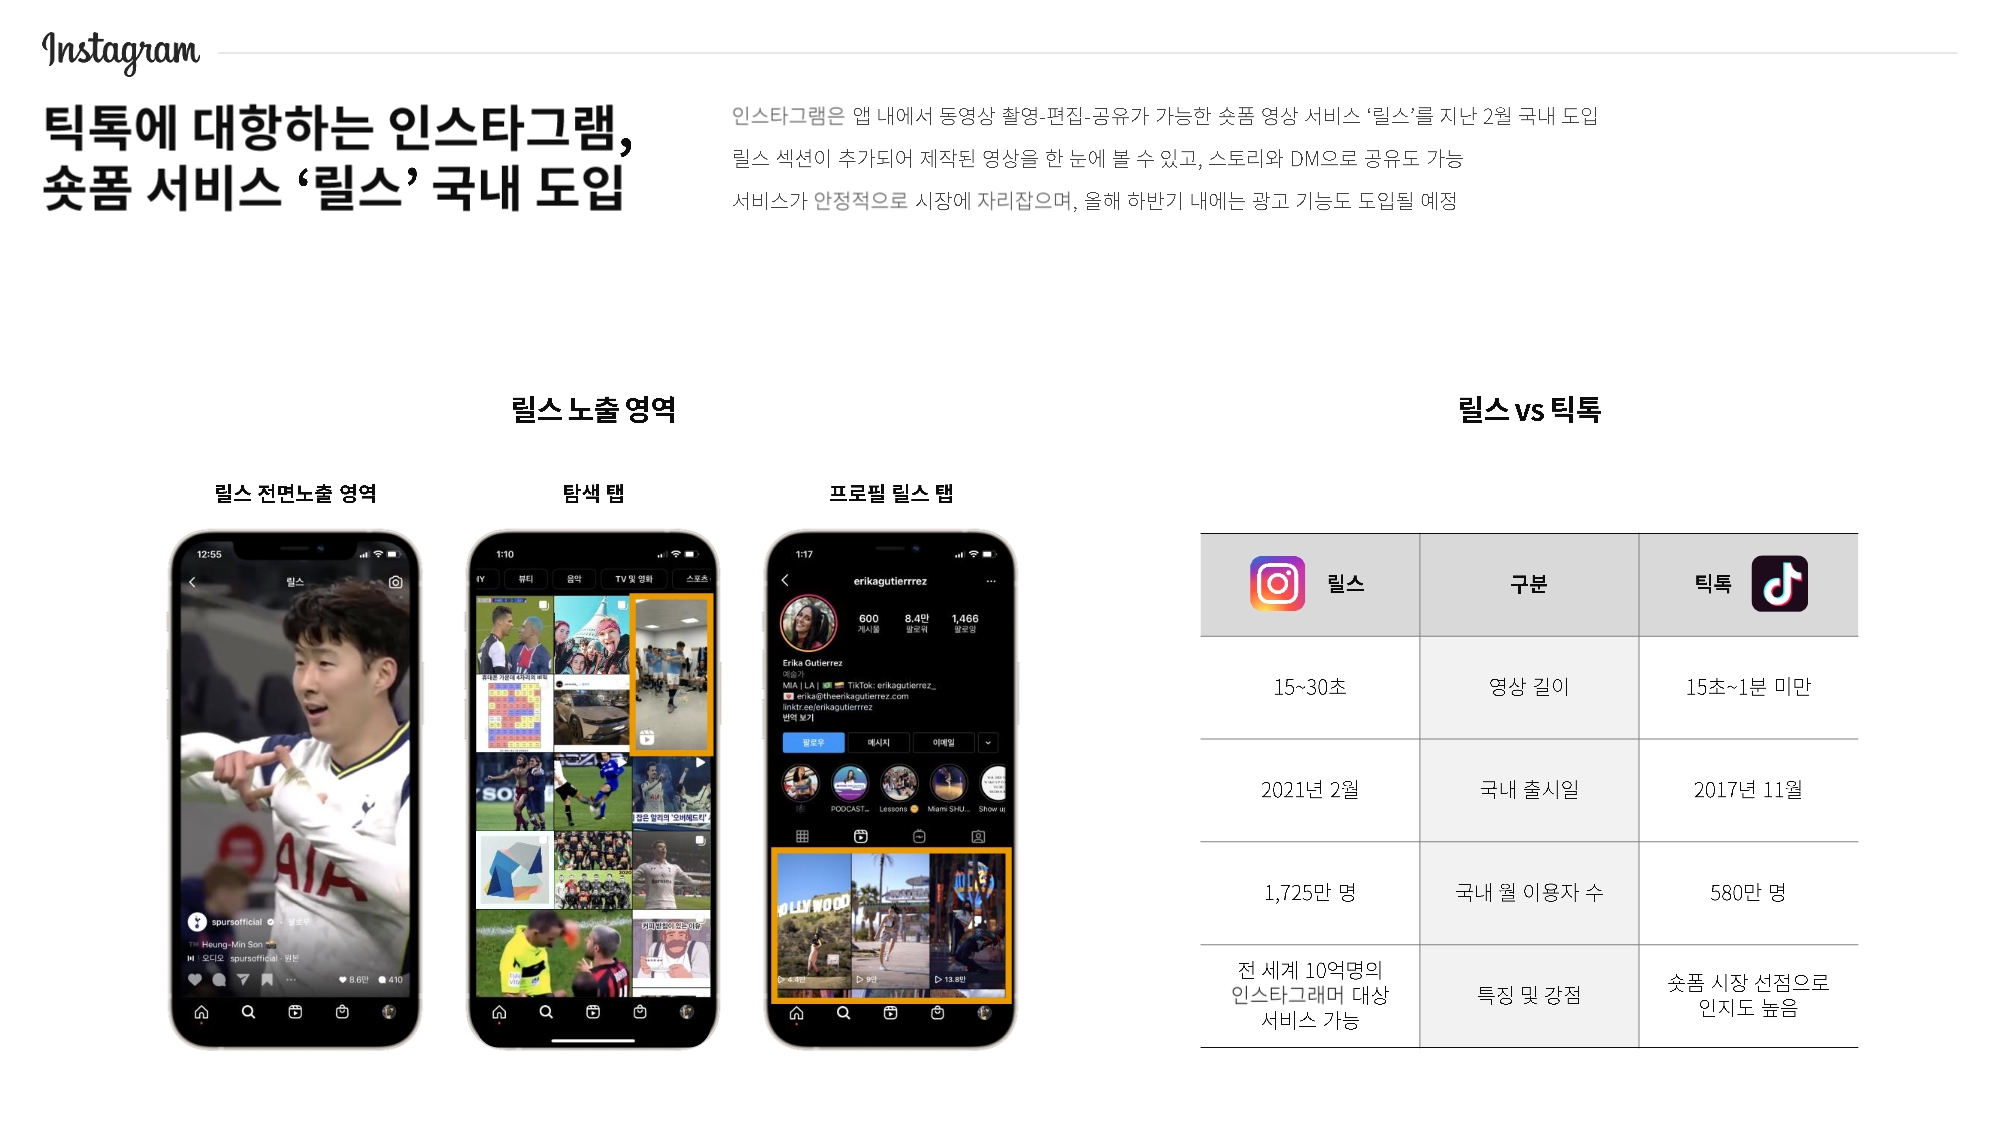 Instagram
틱톡에 대항하는 인스타그램,
숏폼 서비스 ‘릴스’ 국내 도입
인스타그램은 앱 내에서 동영상 촬영-편집-공유가 가능한 숏폼 영상 서비스 ‘릴스’를 지난 2월 국내 도입
릴스 섹션이 추가되어 제작된 영상을 한 눈에 볼 수 있고, 스토리와 DM으로 공유도 가능
서비스가 안정적으로 시장에 자리잡으며, 올해 하반기 내에는 광고 기능도 도입될 예정
릴스 노출 영역
릴스 전면노출 영역
12:55
릴스
AIA
spursofficial · 팔로우
Heung-Min Son
오디오 spursofficial · 원본
8.6만 410
탐색 탭
1:10
뷰티 음악 TV 및 영화 스포츠
프로필 릴스 탭
1:17
erikagutierrrez
600 8.4만 1,466
게시물 팔로워 팔로잉
Erika Gutierrez
예술가
MIA | LA | TikTok: erikagutierrez_
erika@theerikagutierrez.com
linktr.ee/erikagutierrrez
번역 보기
팔로우 메시지 이메일
PODCAST... Lessons Miami SHU... Show up
HOLLYWOOD
4.4만 9만 13.8만
릴스 vs 틱톡
릴스 구분 틱톡
15~30초 영상 길이 15초~1분 미만
2021년 2월 국내 출시일 2017년 11월
1,725만 명 국내 월 이용자 수 580만 명
전 세계 10억명의
인스타그래머 대상
서비스 가능
특징 및 강점
숏폼 시장 선점으로
인지도 높음